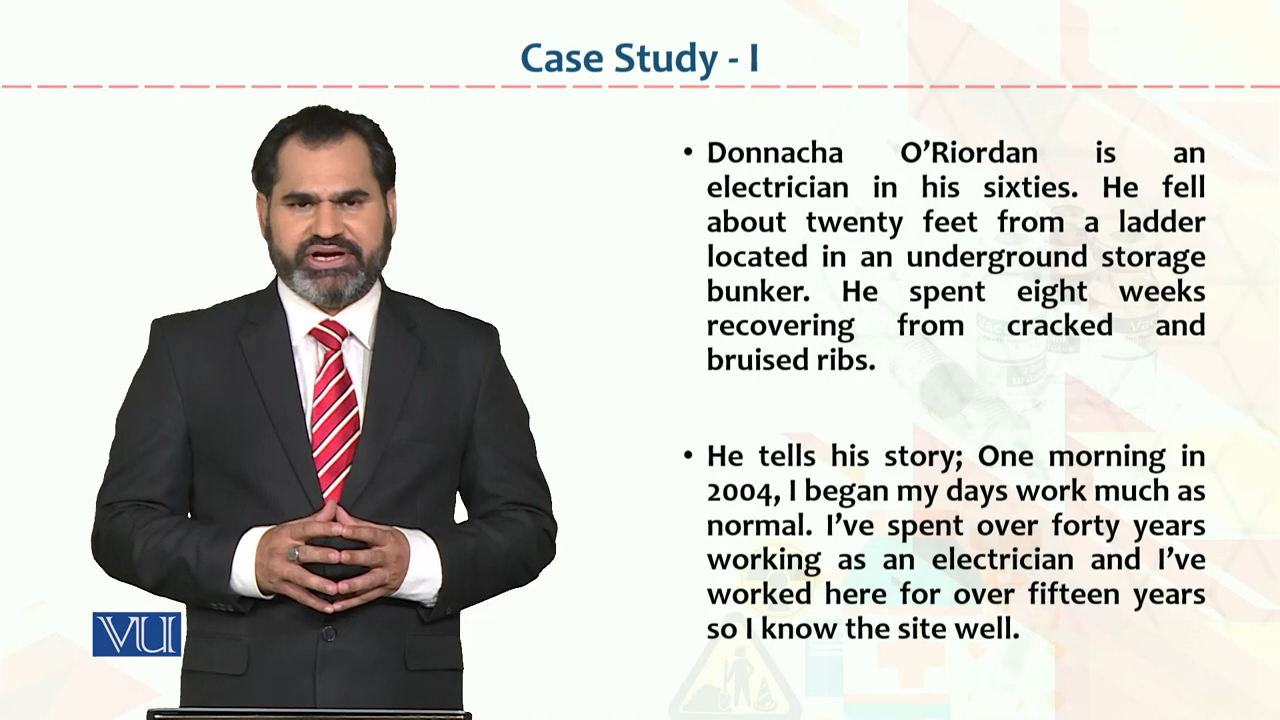 Case Study - I
• Donnacha O’Riordan is an
electrician in his sixties. He fell
about twenty feet from a ladder
located in an underground storage
bunker. He spent eight weeks
recovering from cracked and
bruised ribs.
• He tells his story; One morning in
2004, I began my days work much as
normal. I’ve spent over forty years
working as an electrician and I’ve
worked here for over fifteen years
so I know the site well.
VU